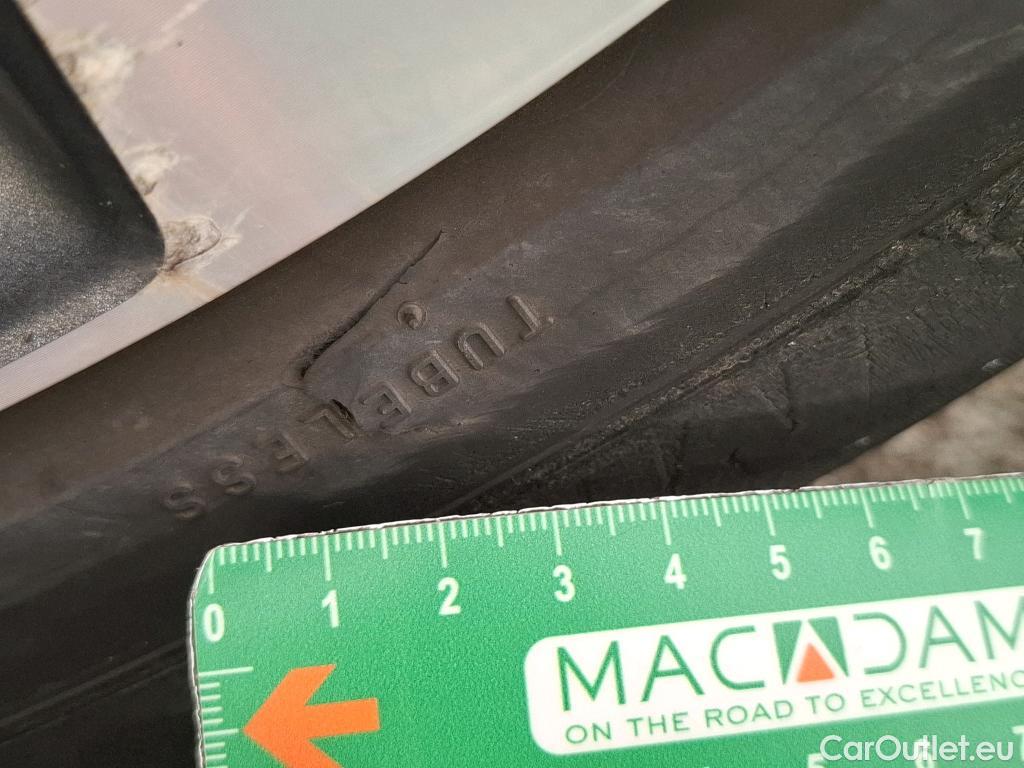 TUBELESS
0 1 2 3 4 5 6 7
MACADAM
ON THE ROAD TO EXCELLENC
CarOutlet.eu